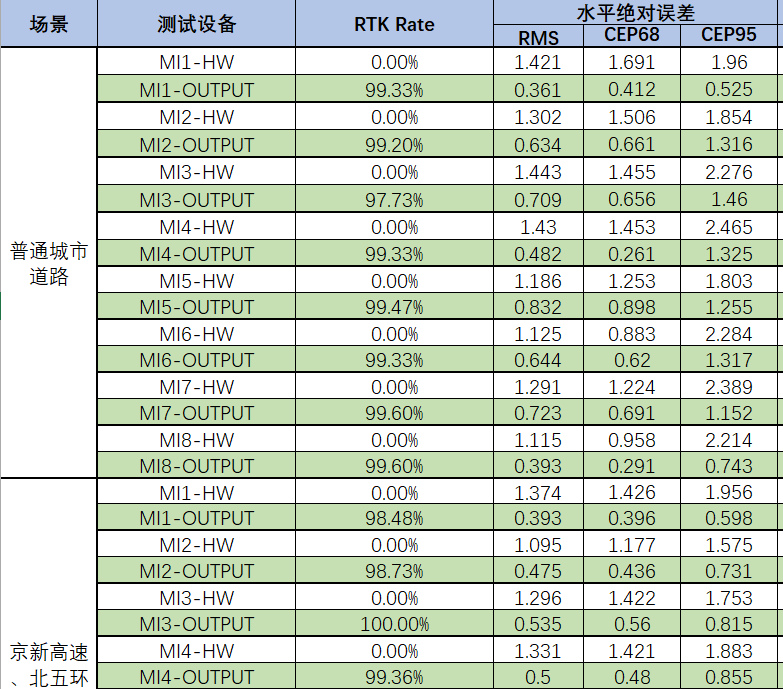 场景 测试设备 RTK Rate 水平绝对误差
RMS CEP68 CEP95
普通城市
道路
MI1-HW 0.00% 1.421 1.691 1.96
MI1-OUTPUT 99.33% 0.361 0.412 0.525
MI2-HW 0.00% 1.302 1.506 1.854
MI2-OUTPUT 99.20% 0.634 0.661 1.316
MI3-HW 0.00% 1.443 1.455 2.276
MI3-OUTPUT 97.73% 0.709 0.656 1.46
MI4-HW 0.00% 1.43 1.453 2.465
MI4-OUTPUT 99.33% 0.482 0.261 1.325
MI5-HW 0.00% 1.186 1.253 1.803
MI5-OUTPUT 99.47% 0.832 0.898 1.255
MI6-HW 0.00% 1.125 0.883 2.284
MI6-OUTPUT 99.33% 0.644 0.62 1.317
MI7-HW 0.00% 1.291 1.224 2.389
MI7-OUTPUT 99.60% 0.723 0.691 1.152
MI8-HW 0.00% 1.115 0.958 2.214
MI8-OUTPUT 99.60% 0.393 0.291 0.743
京新高速
、北五环
MI1-HW 0.00% 1.374 1.426 1.956
MI1-OUTPUT 98.48% 0.393 0.396 0.598
MI2-HW 0.00% 1.095 1.177 1.575
MI2-OUTPUT 98.73% 0.475 0.436 0.731
MI3-HW 0.00% 1.296 1.422 1.753
MI3-OUTPUT 100.00% 0.535 0.56 0.815
MI4-HW 0.00% 1.331 1.421 1.883
MI4-OUTPUT 99.36% 0.5 0.48 0.855